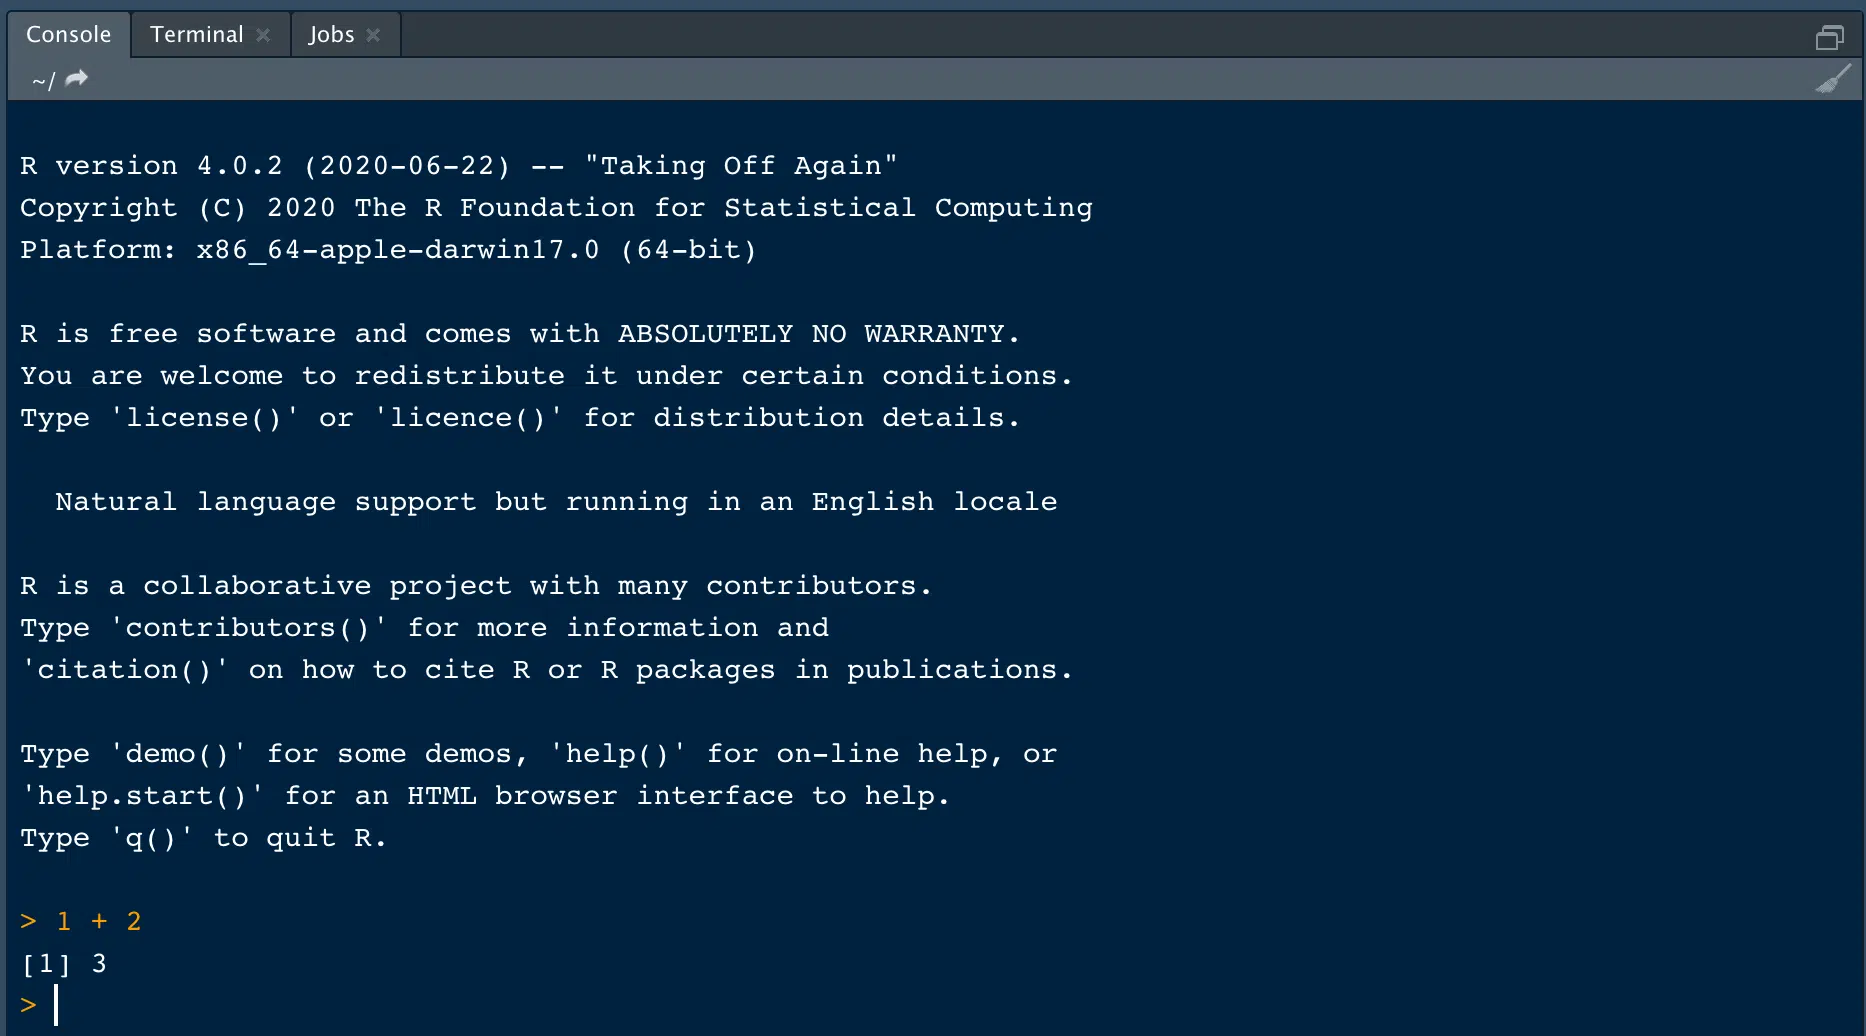 Console Terminal × Jobs ×
~/
R version 4.0.2 (2020-06-22) -- "Taking Off Again"
Copyright (C) 2020 The R Foundation for Statistical Computing
Platform: x86_64-apple-darwin17.0 (64-bit)
R is free software and comes with ABSOLUTELY NO WARRANTY.
You are welcome to redistribute it under certain conditions.
Type 'license()' or 'licence()' for distribution details.
Natural language support but running in an English locale
R is a collaborative project with many contributors.
Type 'contributors()' for more information and
'citation()' on how to cite R or R packages in publications.
Type 'demo()' for some demos, 'help()' for on-line help, or
'help.start()' for an HTML browser interface to help.
Type 'q()' to quit R.
> 1 + 2
[1] 3
>